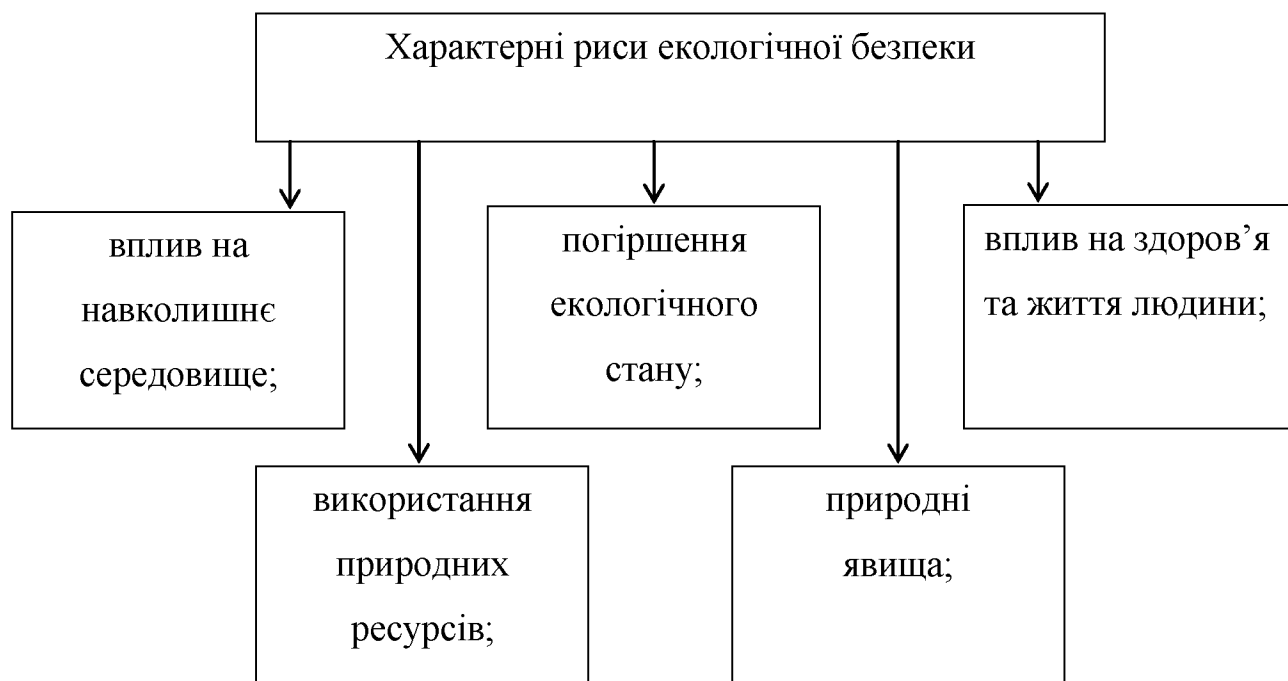 Характерні риси екологічної безпеки
вплив на
навколишнє
середовище;
погіршення
екологічного
стану;
вплив на здоров’я
та життя людини;
використання
природних
ресурсів;
природні
явища;